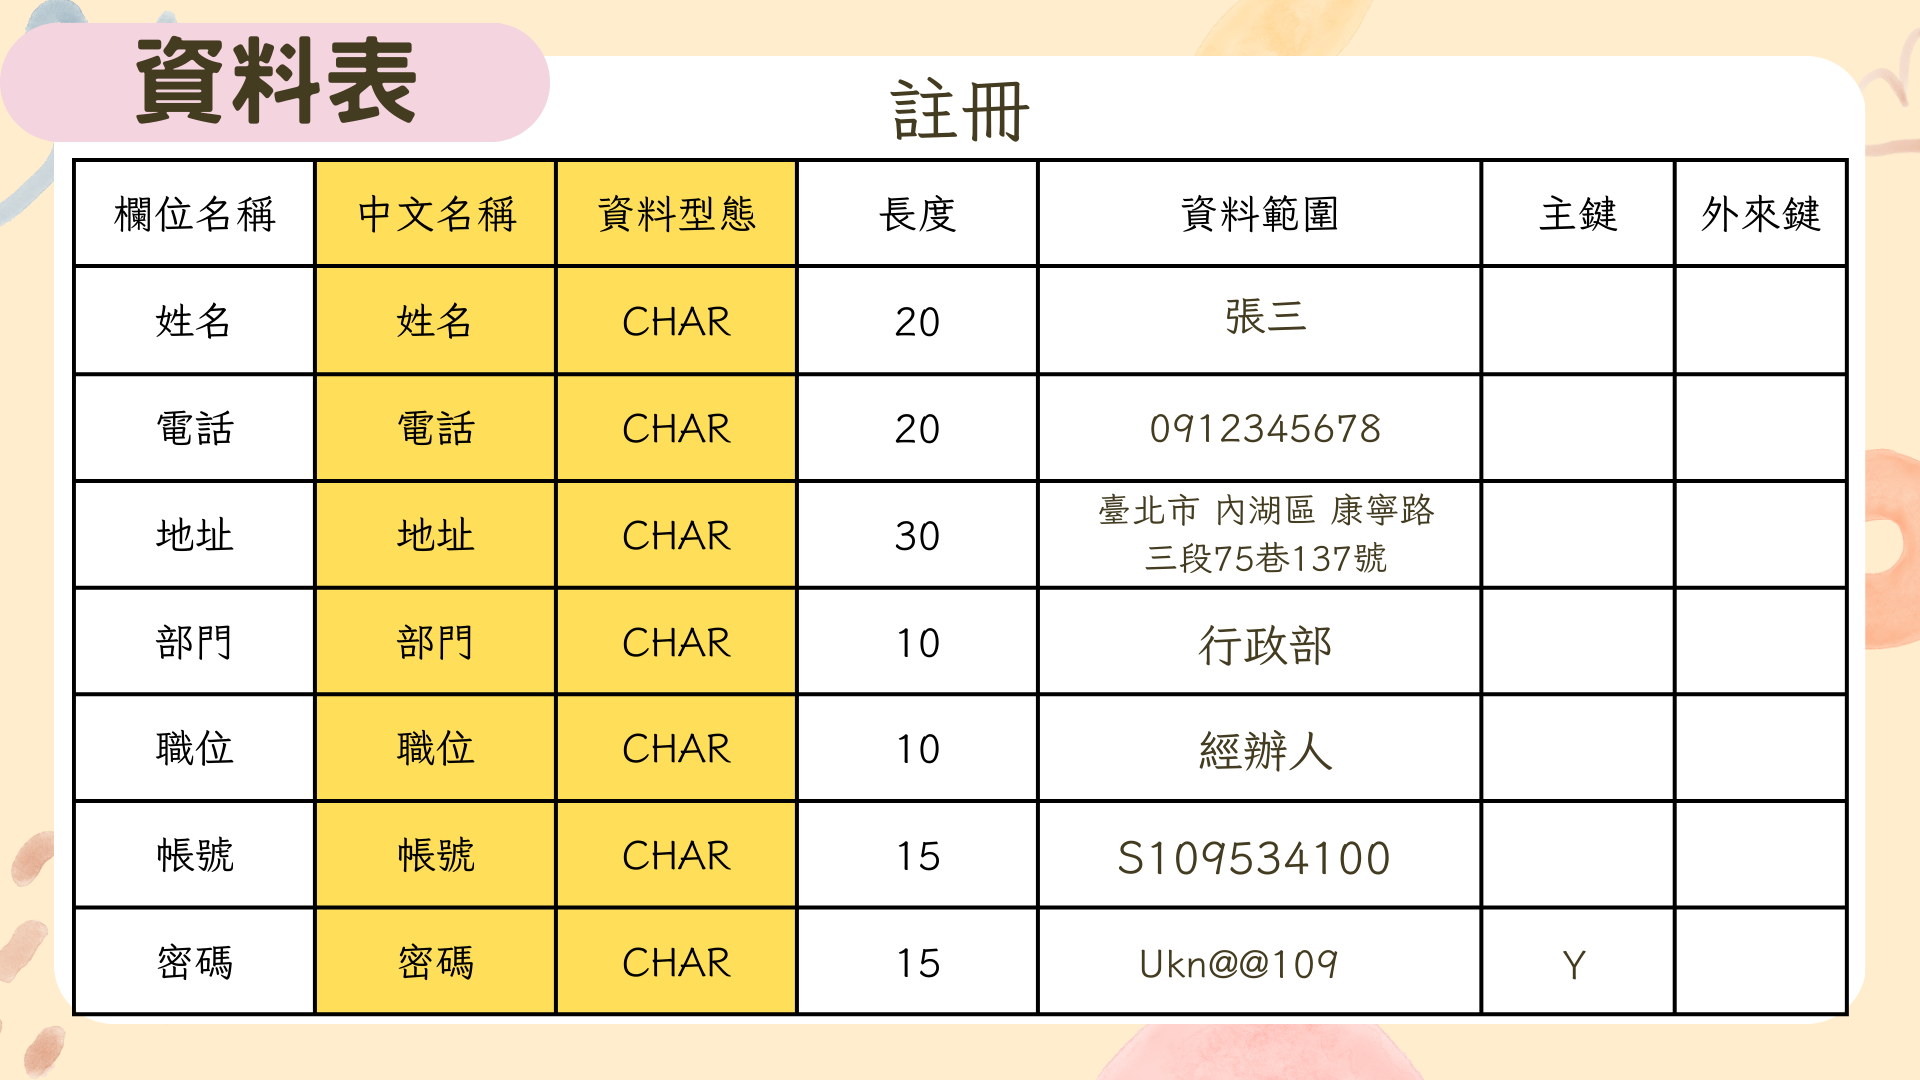 資料表
註冊
欄位名稱 中文名稱 資料型態 長度 資料範圍 主鍵 外來鍵
姓名 姓名 CHAR 20 張三
電話 電話 CHAR 20 0912345678
地址 地址 CHAR 30 臺北市 內湖區 康寧路
三段75巷137號
部門 部門 CHAR 10 行政部
職位 職位 CHAR 10 經辦人
帳號 帳號 CHAR 15 S109534100
密碼 密碼 CHAR 15 Ukn@@109 Y